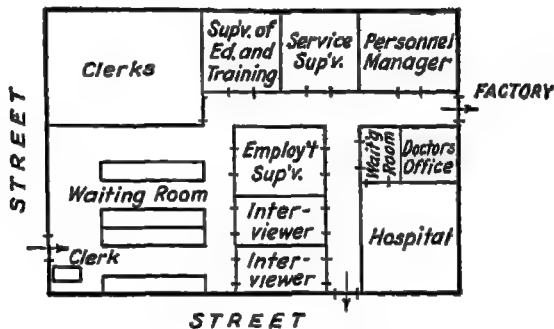 Clerks
Sup'v. of
Ed. and
Training
Service
Sup'v.
Personnel
Manager
FACTORY
STREET
Employ't
Sup'v.
Wait'g
Room
Doctors
Office
Waiting Room
Inter-
viewer
Hospital
Clerk
Inter-
viewer
STREET